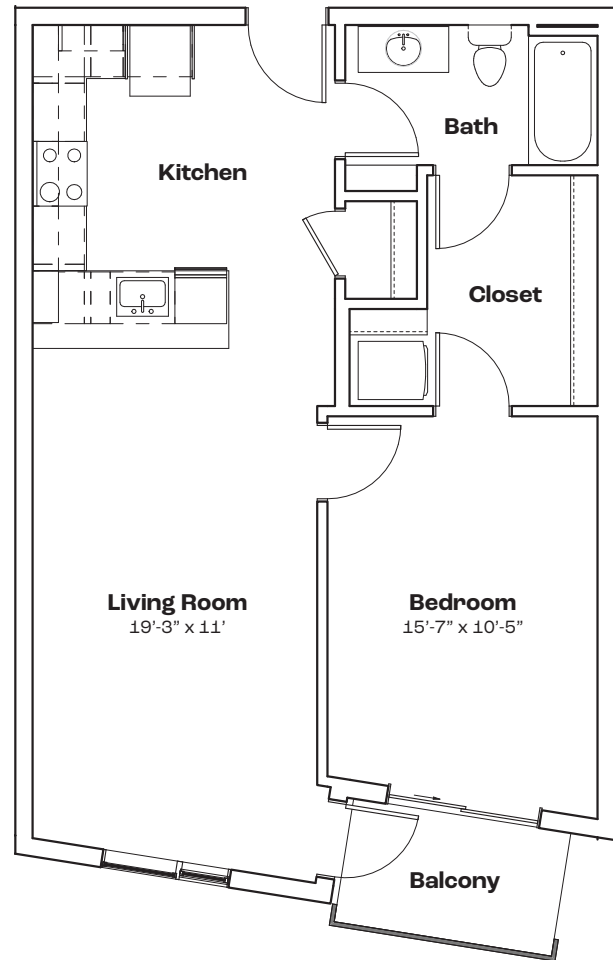 Bath
Kitchen
Closet
Living Room
19’-3” x 11’
Bedroom
15’-7” x 10’-5”
Balcony